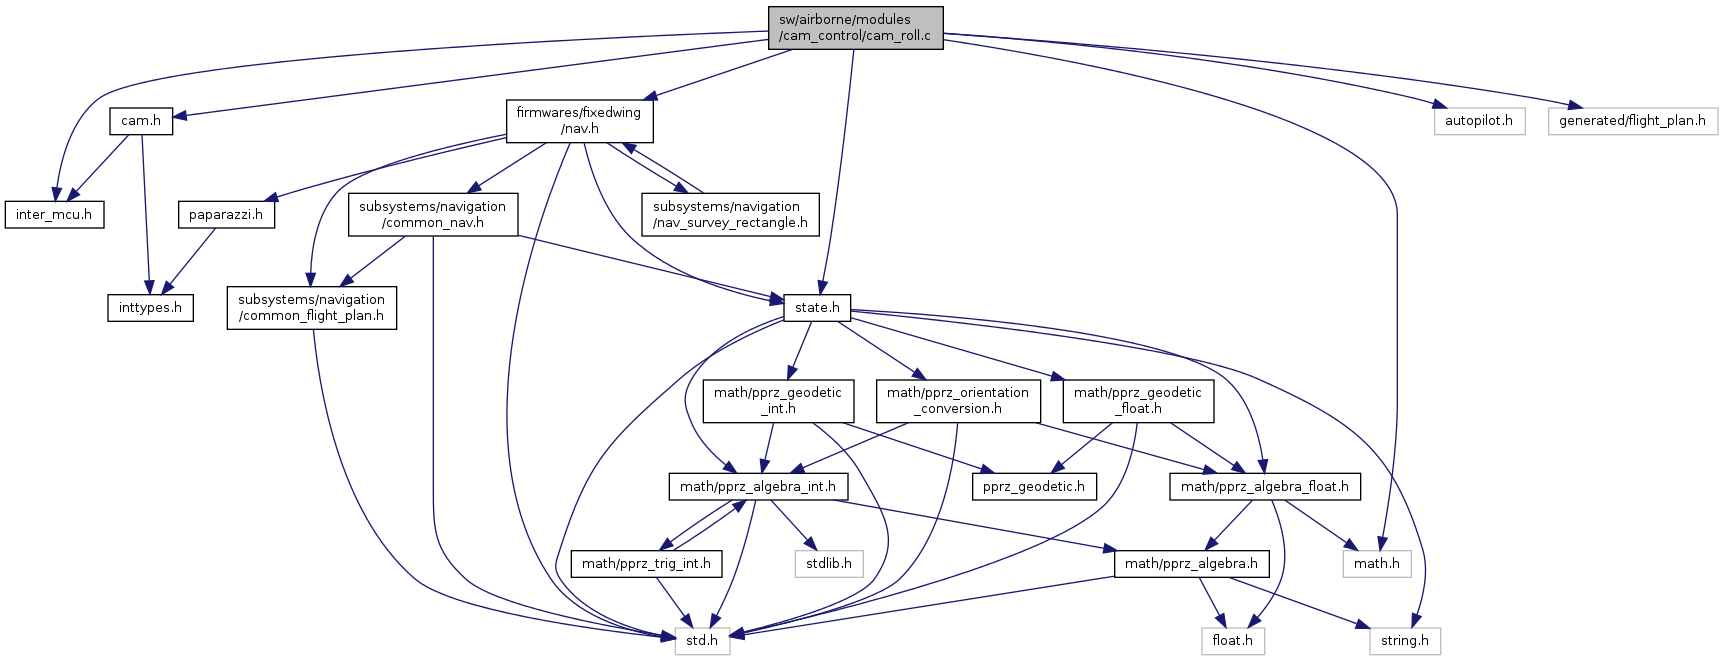 sw/airborne/modules
/cam_control/cam_roll.c
cam.h
firmwares/fixedwing
/nav.h
autopilot.h
generated/flight_plan.h
inter_mcu.h
paparazzi.h
subsystems/navigation
/common_nav.h
subsystems/navigation
/nav_survey_rectangle.h
inttypes.h
subsystems/navigation
/common_flight_plan.h
state.h
math/pprz_geodetic
_int.h
math/pprz_orientation
_conversion.h
math/pprz_geodetic
_float.h
math/pprz_algebra_int.h
pprz_geodetic.h
math/pprz_algebra_float.h
math/pprz_trig_int.h
stdlib.h
math/pprz_algebra.h
math.h
std.h
float.h
string.h